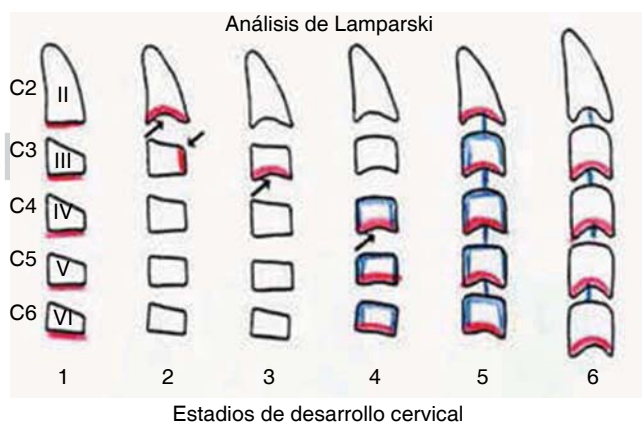 Análisis de Lamparski
C2 II
C3 III
C4 IV
C5 V
C6 VI
1 2 3 4 5 6
Estadios de desarrollo cervical